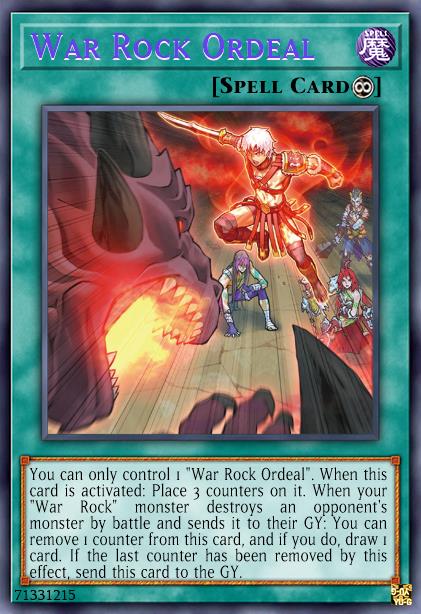 War Rock Ordeal
SPELL
魔
[Spell Card]
You can only control 1 "War Rock Ordeal". When this
card is activated: Place 3 counters on it. When your
"War Rock" monster destroys an opponent's
monster by battle and sends it to their GY: You can
remove 1 counter from this card, and if you do, draw 1
card. If the last counter has been removed by this
effect, send this card to the GY.
71331215